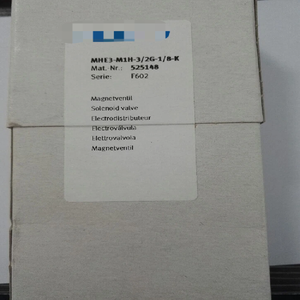 MHE3-M1H-3/2G-1/8-K
Mat.-Nr.: 525148
Serie: F602
Magnetventil
Solenoid valve
Electrodistributeur
Electroválvula
Elettrovalvola
Magnetventil